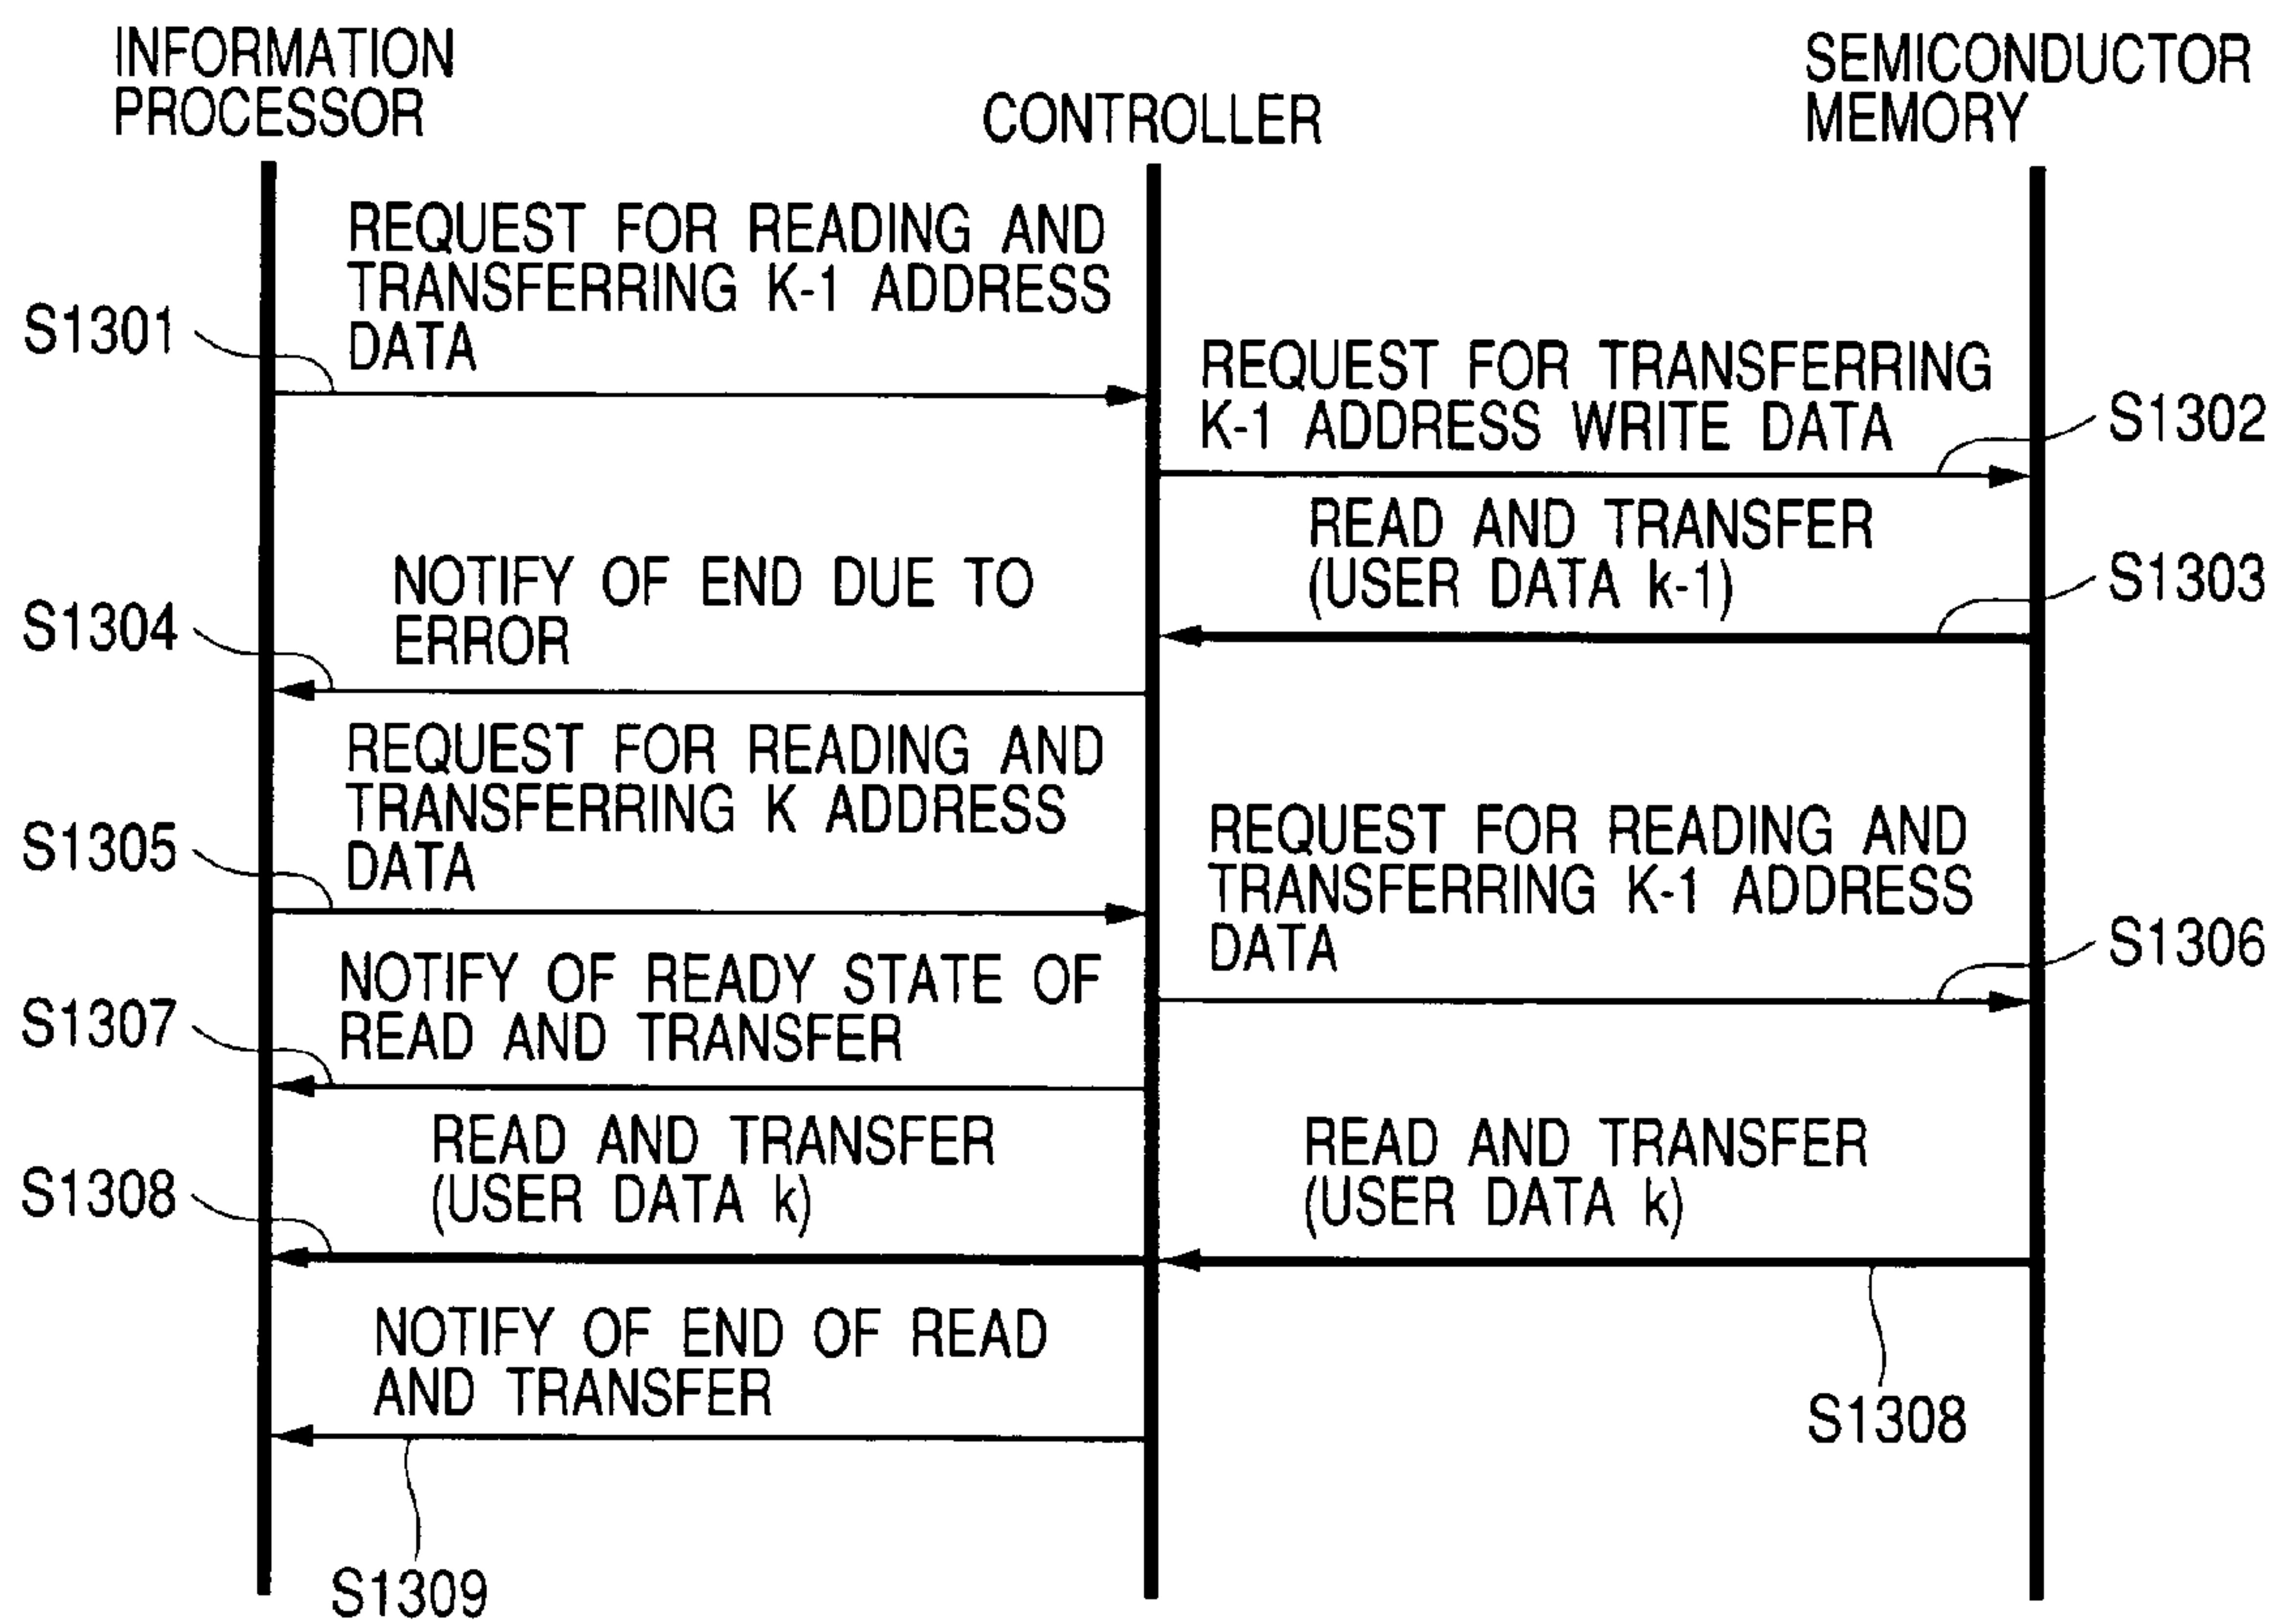 INFORMATION
PROCESSOR
CONTROLLER
SEMICONDUCTOR
MEMORY
REQUEST FOR READING AND
TRANSFERRING K-1 ADDRESS
DATA
S1301
REQUEST FOR TRANSFERRING
K-1 ADDRESS WRITE DATA
S1302
READ AND TRANSFER
(USER DATA k-1)
S1303
NOTIFY OF END DUE TO
ERROR
S1304
REQUEST FOR READING AND
TRANSFERRING K ADDRESS
DATA
S1305
REQUEST FOR READING AND
TRANSFERRING K-1 ADDRESS
DATA
S1306
NOTIFY OF READY STATE OF
READ AND TRANSFER
S1307
READ AND TRANSFER
(USER DATA k)
S1308
READ AND TRANSFER
(USER DATA k)
S1308
NOTIFY OF END OF READ
AND TRANSFER
S1309